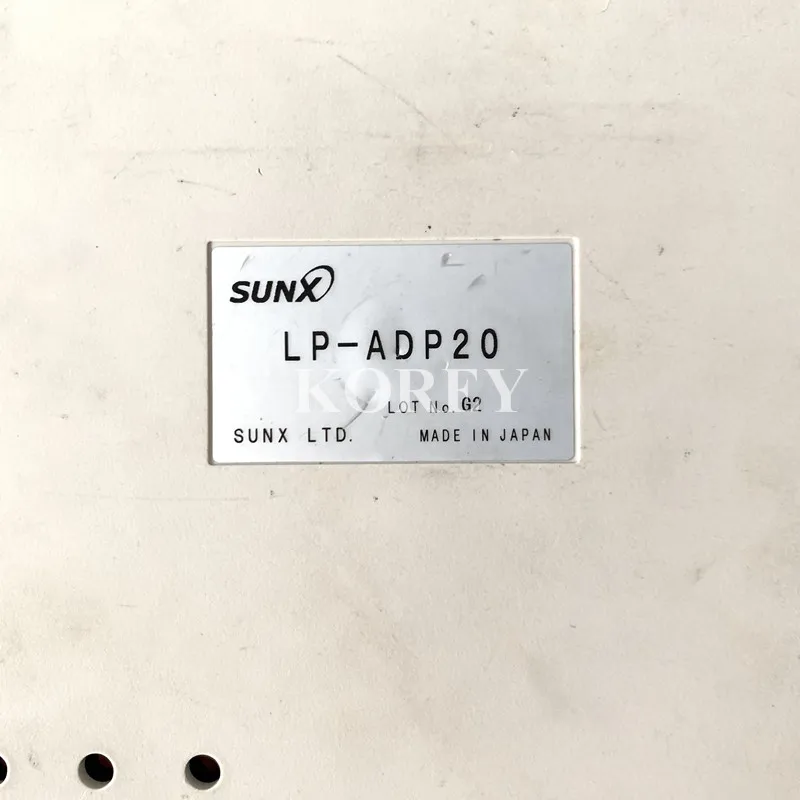 SUNX
LP-ADP20
KOREY
LOT No. G2
SUNX LTD. MADE IN JAPAN